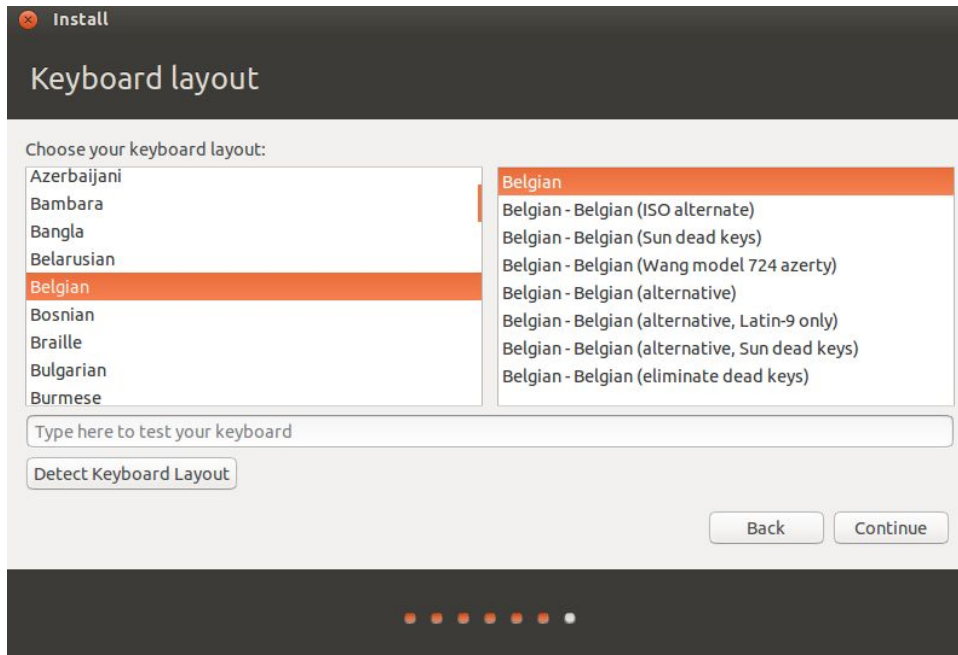 Install
Keyboard layout
Choose your keyboard layout:
Azerbaijani
Bambara
Bangla
Belarusian
Belgian
Bosnian
Braille
Bulgarian
Burmese
Belgian
Belgian - Belgian (ISO alternate)
Belgian - Belgian (Sun dead keys)
Belgian - Belgian (Wang model 724 azerty)
Belgian - Belgian (alternative)
Belgian - Belgian (alternative, Latin-9 only)
Belgian - Belgian (alternative, Sun dead keys)
Belgian - Belgian (eliminate dead keys)
Type here to test your keyboard
Detect Keyboard Layout
Back
Continue